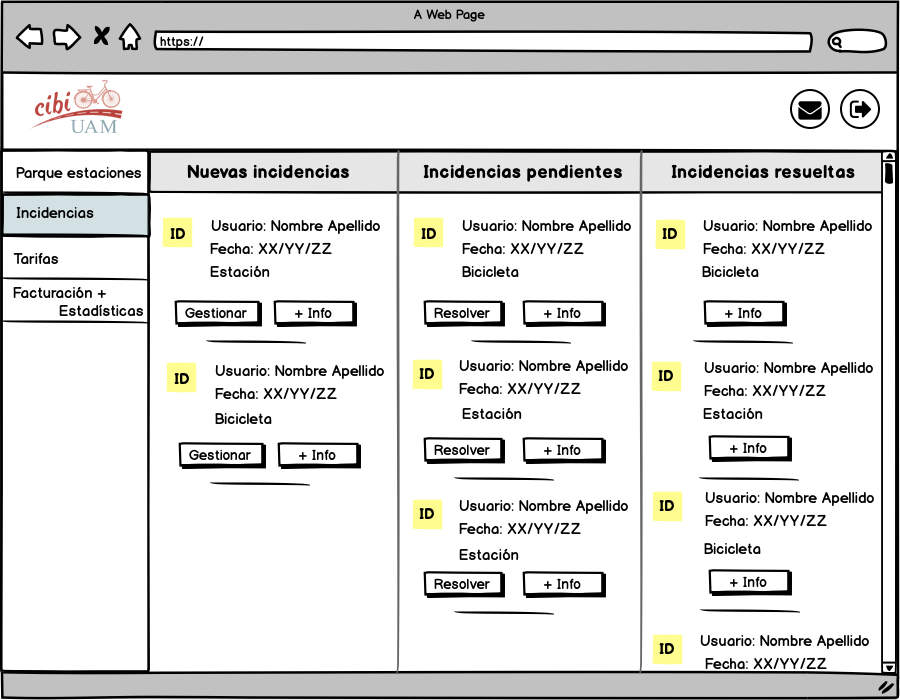 A Web Page
https://
cibi
UAM
Parque estaciones
Incidencias
Tarifas
Facturación +
Estadísticas
Nuevas incidencias
ID
Usuario: Nombre Apellido
Fecha: XX/YY/ZZ
Estación
Gestionar
+ Info
ID
Usuario: Nombre Apellido
Fecha: XX/YY/ZZ
Bicicleta
Gestionar
+ Info
Incidencias pendientes
ID
Usuario: Nombre Apellido
Fecha: XX/YY/ZZ
Bicicleta
Resolver
+ Info
ID
Usuario: Nombre Apellido
Fecha: XX/YY/ZZ
Estación
Resolver
+ Info
ID
Usuario: Nombre Apellido
Fecha: XX/YY/ZZ
Estación
Resolver
+ Info
Incidencias resueltas
ID
Usuario: Nombre Apellido
Fecha: XX/YY/ZZ
Bicicleta
+ Info
ID
Usuario: Nombre Apellido
Fecha: XX/YY/ZZ
Estación
+ Info
ID
Usuario: Nombre Apellido
Fecha: XX/YY/ZZ
Bicicleta
+ Info
ID
Usuario: Nombre Apellido
Fecha: XX/YY/ZZ